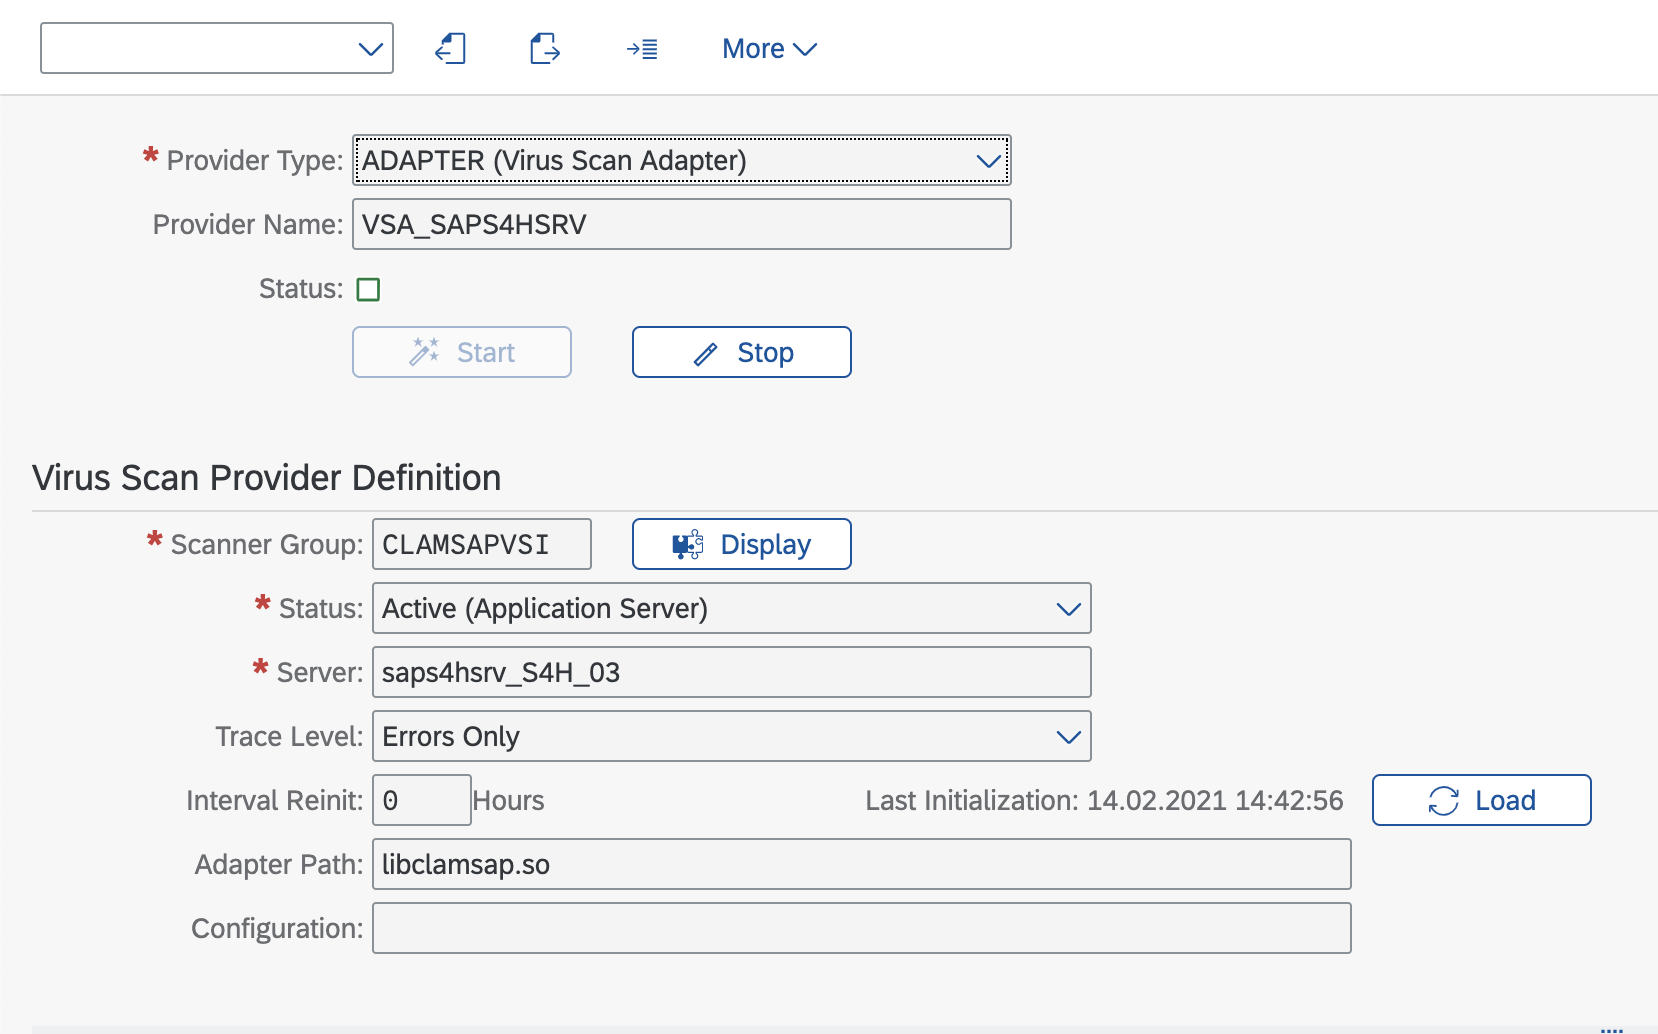 More
* Provider Type: ADAPTER (Virus Scan Adapter)
Provider Name: VSA_SAPS4HSRV
Status:
Start Stop
Virus Scan Provider Definition
* Scanner Group: CLAMSAPVSI Display
* Status: Active (Application Server)
* Server: saps4hsrv_S4H_03
Trace Level: Errors Only
Interval Reinit: 0 Hours Last Initialization: 14.02.2021 14:42:56 Load
Adapter Path: libclamsap.so
Configuration: